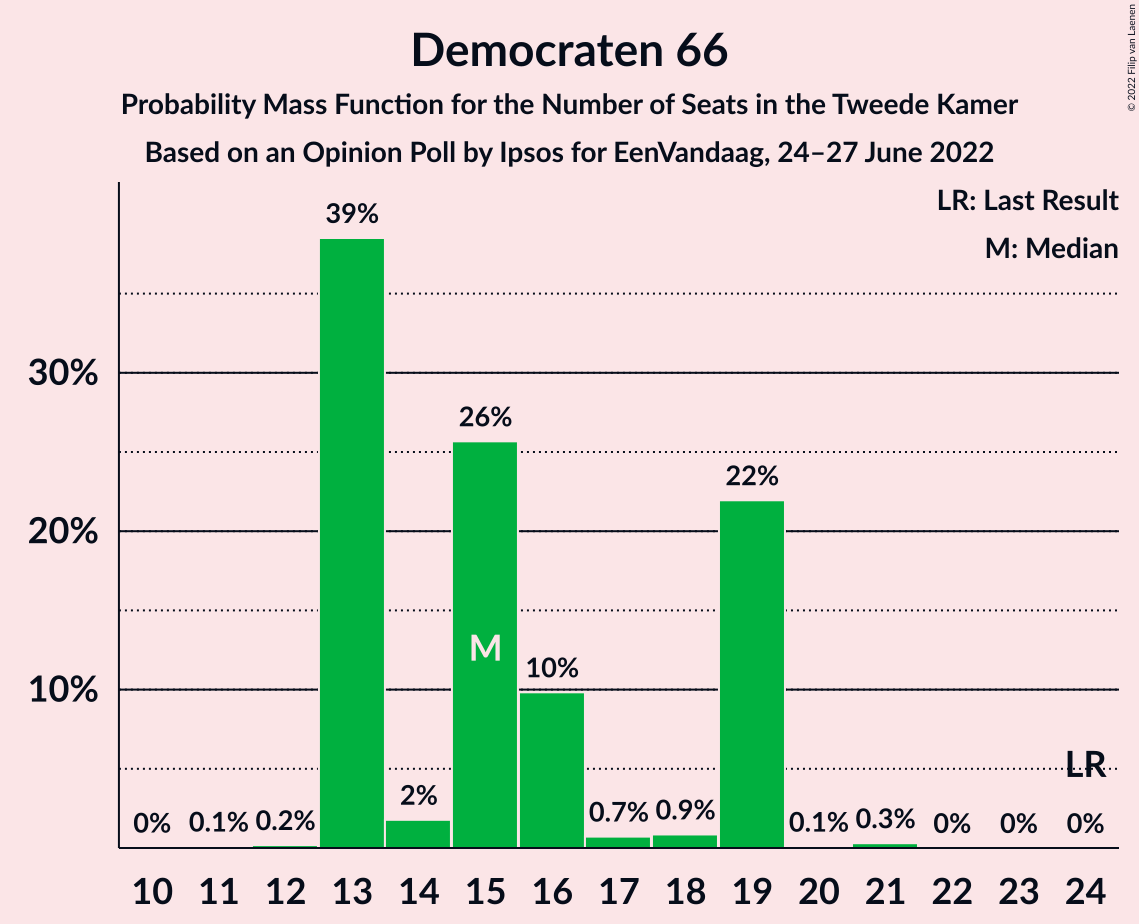 © 2022 Filip van Laenen
Democraten 66
Probability Mass Function for the Number of Seats in the Tweede Kamer
Based on an Opinion Poll by Ipsos for EenVandaag, 24–27 June 2022
LR: Last Result
M: Median
39%
30%
26%
22%
20%
M
10%
10%
LR
0% 0.1% 0.2% 2% 0.7% 0.9% 0.1% 0.3% 0% 0% 0%
10 11 12 13 14 15 16 17 18 19 20 21 22 23 24